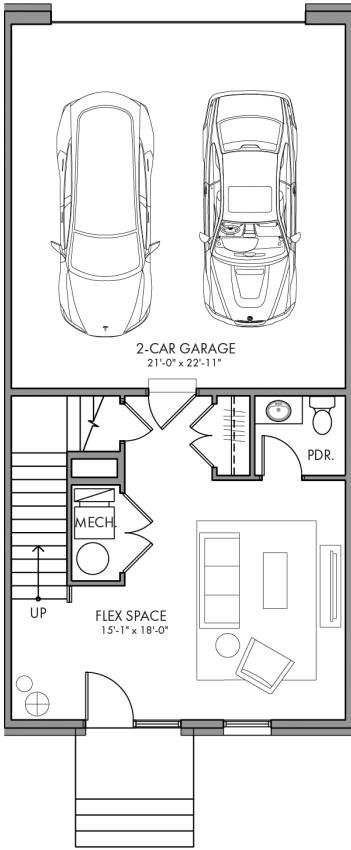 2-CAR GARAGE
21'-0" x 22'-11"
PDR.
MECH.
UP
FLEX SPACE
15'-1" x 18'-0"